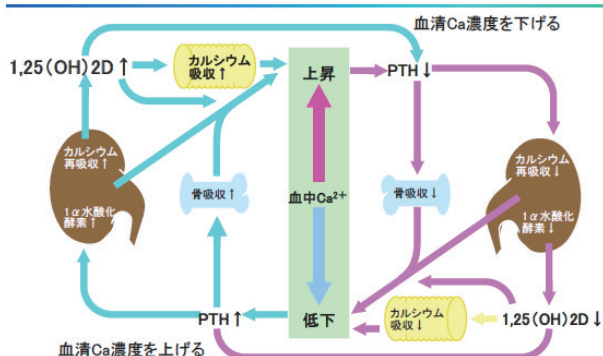 血清Ca濃度を下げる
1,25(OH)2D↑
カルシウム
吸収↑
上昇
PTH↓
カルシウム
再吸収↑
1α水酸化
酵素↑
骨吸収↑
血中Ca²⁺
骨吸収↓
カルシウム
再吸収↓
1α水酸化
酵素↓
PTH↑
低下
カルシウム
吸収↓
1,25(OH)2D↓
血清Ca濃度を上げる